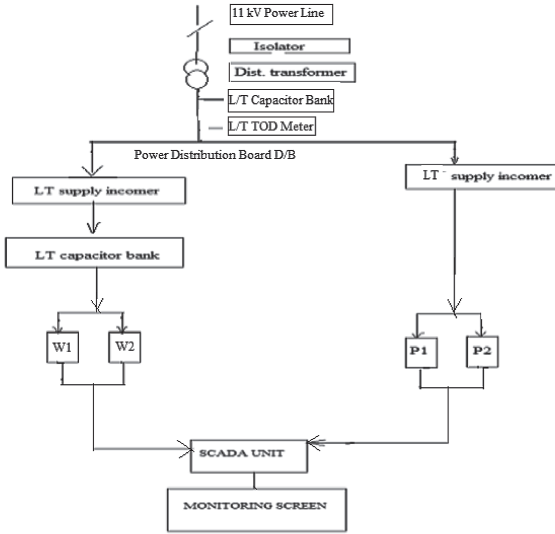 11 kV Power Line
Isolator
Dist. transformer
L/T Capacitor Bank
L/T TOD Meter
Power Distribution Board D/B
LT supply incomer
LT supply incomer
LT capacitor bank
W1 W2
P1 P2
SCADA UNIT
MONITORING SCREEN